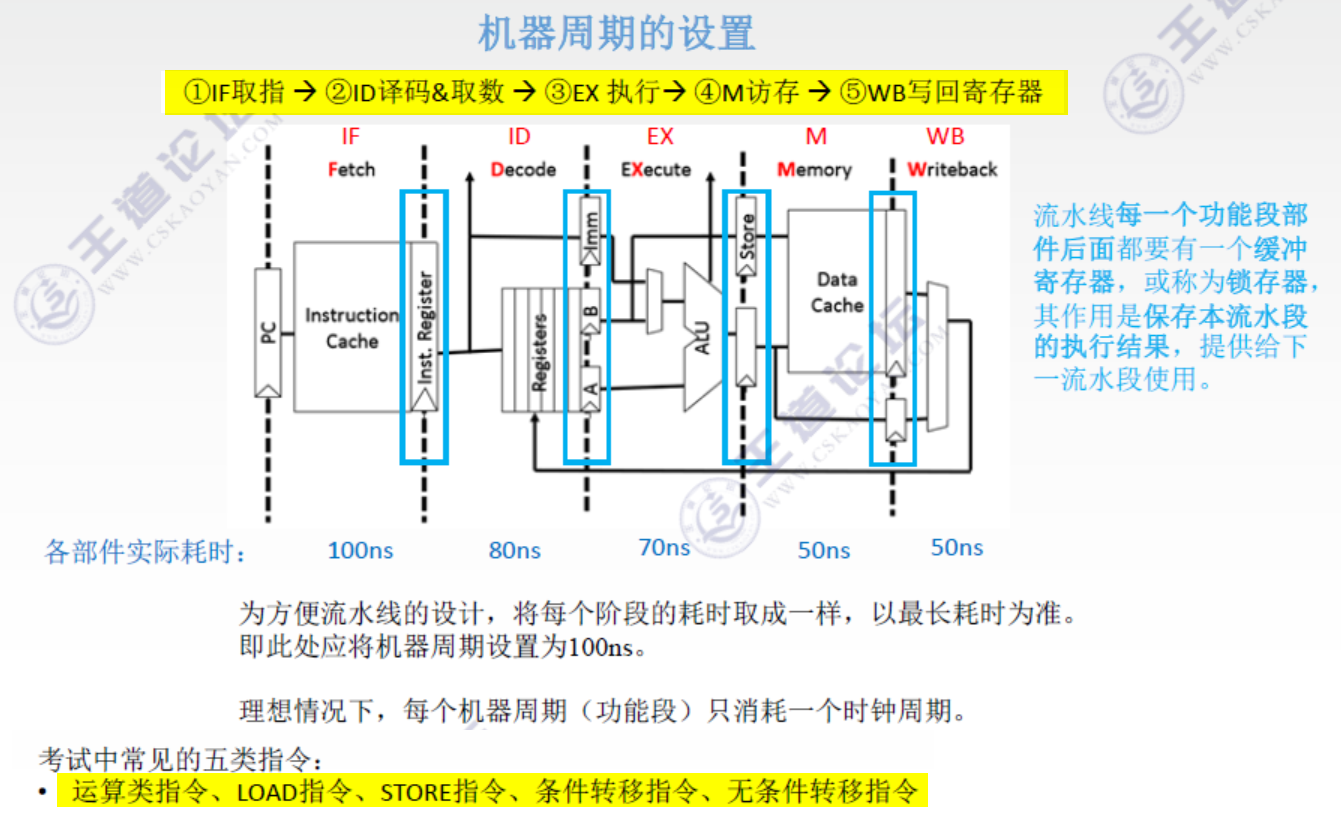 机器周期的设置
①IF取指 → ②ID译码&取数 → ③EX 执行→ ④M访存 → ⑤WB写回寄存器
IF ID EX M WB
Fetch Decode EXecute Memory Writeback
流水线每一个功能段部
件后面都要有一个缓冲
寄存器，或称为锁存器，
其作用是保存本流水段
的执行结果，提供给下
一流水段使用。
PC
Instruction
Cache
Inst. Register
Registers
Imm
B
A
ALU
Store
Data
Cache
各部件实际耗时： 100ns 80ns 70ns 50ns 50ns
为方便流水线的设计，将每个阶段的耗时取成一样，以最长耗时为准。
即此处应将机器周期设置为100ns。
理想情况下，每个机器周期（功能段）只消耗一个时钟周期。
考试中常见的五类指令：
• 运算类指令、LOAD指令、STORE指令、条件转移指令、无条件转移指令
王道论坛
WWW.CSKAOYAN.COM